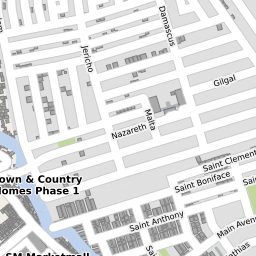 Damascus
Jericho
Gilgal
Malta
Nazareth
Saint Clement
Saint Boniface
own & Country
Homes Phase 1
Saint Anthony
Main Aven
SM Marketmall